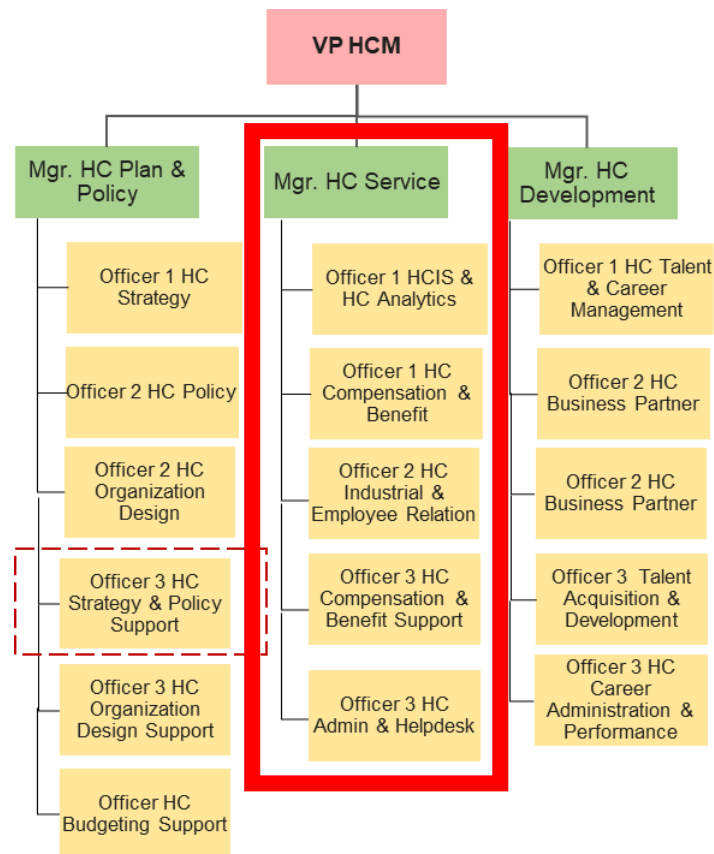 VP HCM
Mgr. HC Plan &
Policy
Officer 1 HC
Strategy
Officer 2 HC Policy
Officer 2 HC
Organization
Design
Officer 3 HC
Strategy & Policy
Support
Officer 3 HC
Organization
Design Support
Officer HC
Budgeting Support
Mgr. HC Service
Officer 1 HCIS &
HC Analytics
Officer 1 HC
Compensation &
Benefit
Officer 2 HC
Industrial &
Employee Relation
Officer 3 HC
Compensation &
Benefit Support
Officer 3 HC
Admin & Helpdesk
Mgr. HC
Development
Officer 1 HC Talent
& Career
Management
Officer 2 HC
Business Partner
Officer 2 HC
Business Partner
Officer 3 Talent
Acquisition &
Development
Officer 3 HC
Career
Administration &
Performance